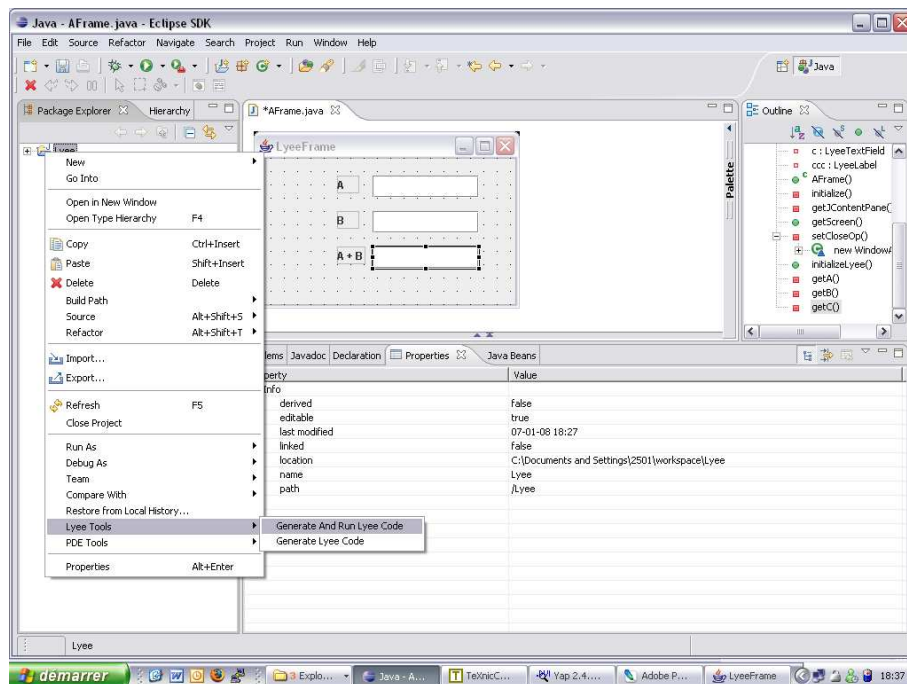 Java - AFrame.java - Eclipse SDK
File Edit Source Refactor Navigate Search Project Run Window Help
Java
Package Explorer
Hierarchy
*AFrame.java
Outline
Lyee
New
Go Into
Open in New Window
Open Type Hierarchy F4
Copy Ctrl+Insert
Paste Shift+Insert
Delete Delete
Build Path
Source Alt+Shift+S
Refactor Alt+Shift+T
Import...
Export...
Refresh F5
Close Project
Run As
Debug As
Team
Compare With
Restore from Local History...
Lyee Tools
PDE Tools
Properties Alt+Enter
Generate And Run Lyee Code
Generate Lyee Code
LyeeFrame
A
B
A + B
Palette
c : LyeeTextField
ccc : LyeeLabel
AFrame()
initialize()
getJContentPane(
getScreen()
setCloseOp()
new WindowA
initializeLyee()
getA()
getB()
getC()
lems Javadoc Declaration Properties Java Beans
perty Value
Info
derived false
editable true
last modified 07-01-08 18:27
linked false
location C:\Documents and Settings\2501\workspace\Lyee
name Lyee
path /Lyee
Lyee
démarrer
3 Explo...
Java - A...
TeXnicC...
Yap 2.4....
Adobe P...
LyeeFrame
18:37